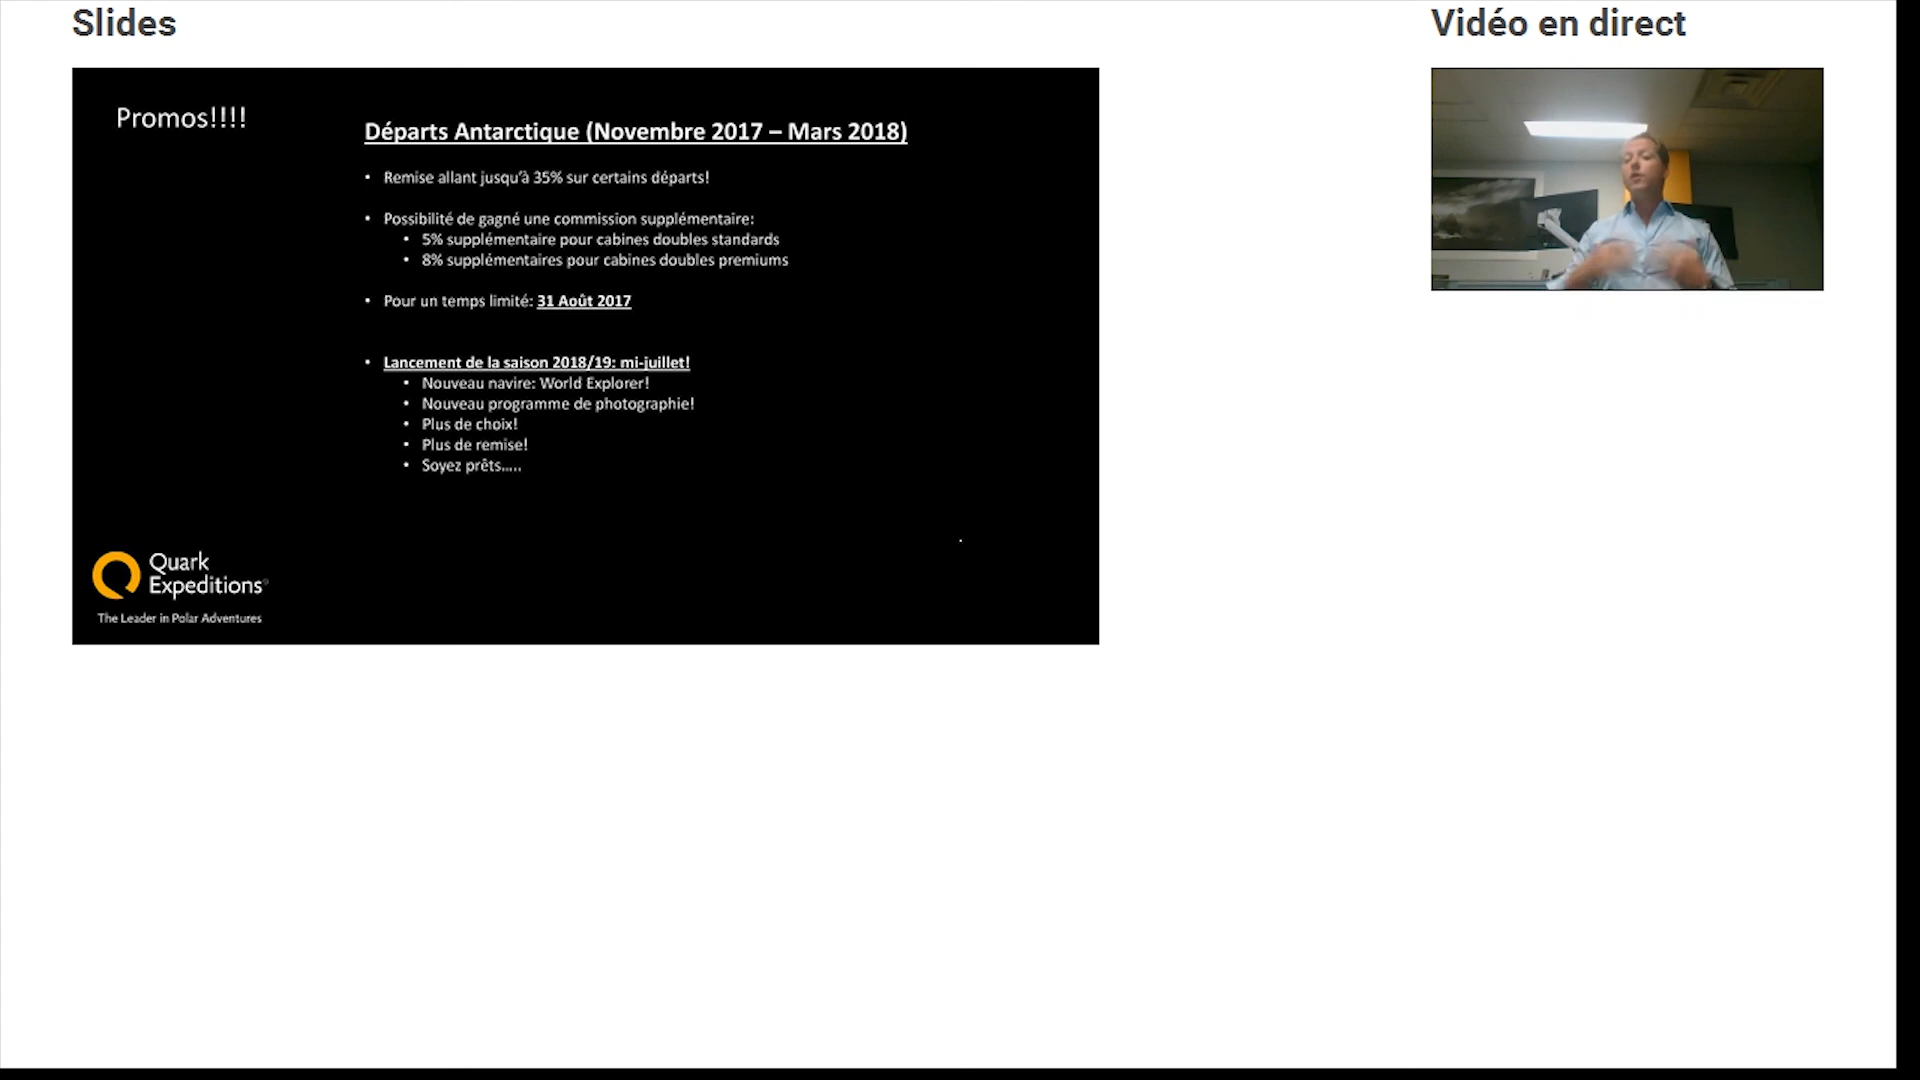 Slides
Vidéo en direct
Promos!!!!
Départs Antarctique (Novembre 2017 – Mars 2018)
• Remise allant jusqu'à 35% sur certains départs!
• Possibilité de gagné une commission supplémentaire:
• 5% supplémentaire pour cabines doubles standards
• 8% supplémentaires pour cabines doubles premiums
• Pour un temps limité: 31 Août 2017
• Lancement de la saison 2018/19: mi-juillet!
• Nouveau navire: World Explorer!
• Nouveau programme de photographie!
• Plus de choix!
• Plus de remise!
• Soyez prêts.....
Quark
Expeditions®
The Leader in Polar Adventures